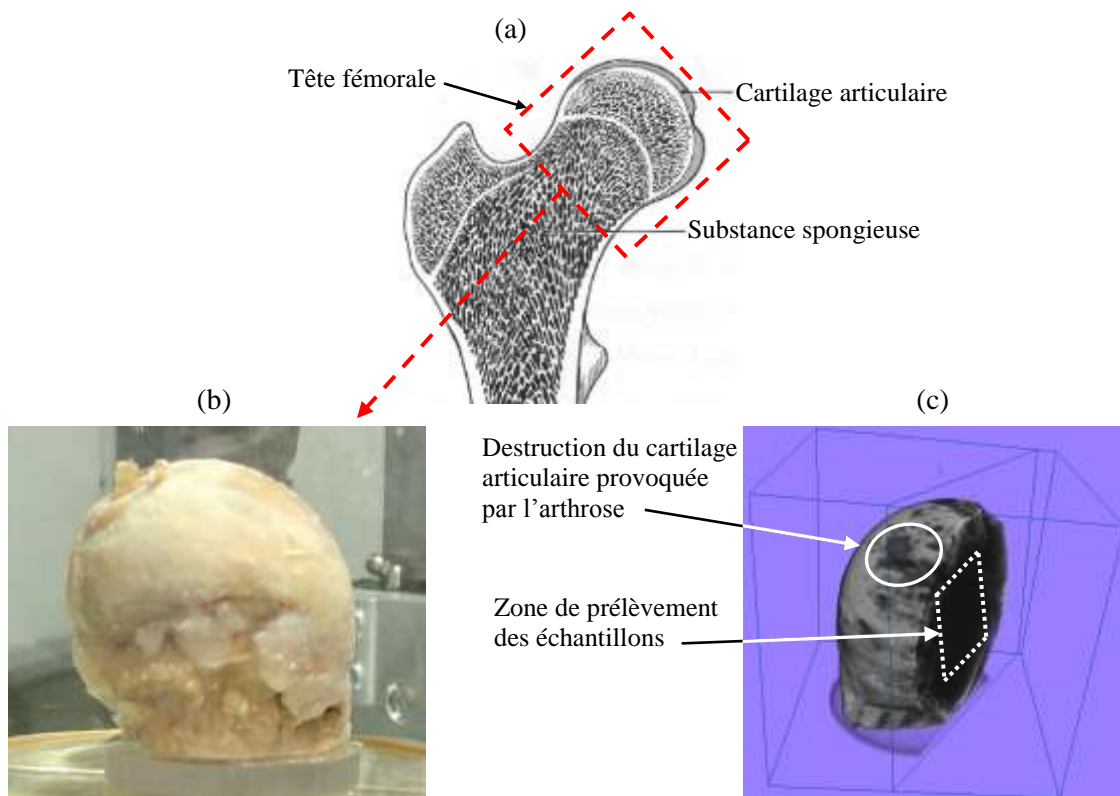 (a)
Tête fémorale
Cartilage articulaire
Substance spongieuse
(b)
(c)
Destruction du cartilage
articulaire provoquée
par l’arthrose
Zone de prélèvement
des échantillons